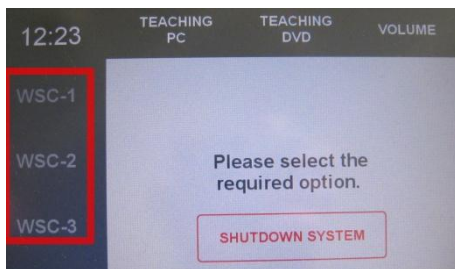 12:23
TEACHING PC
TEACHING DVD
VOLUME
WSC-1
WSC-2
WSC-3
Please select the
required option.
SHUTDOWN SYSTEM